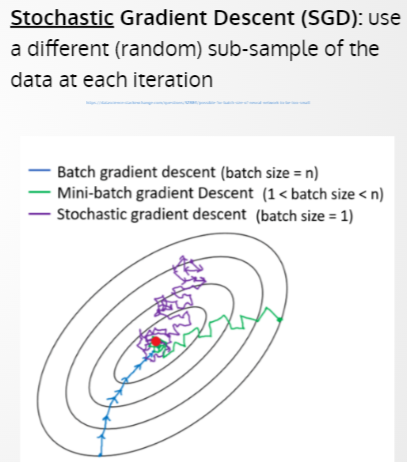 Stochastic Gradient Descent (SGD): use
a different (random) sub-sample of the
data at each iteration
Batch gradient descent (batch size = n)
Mini-batch gradient Descent (1 < batch size < n)
Stochastic gradient descent (batch size = 1)